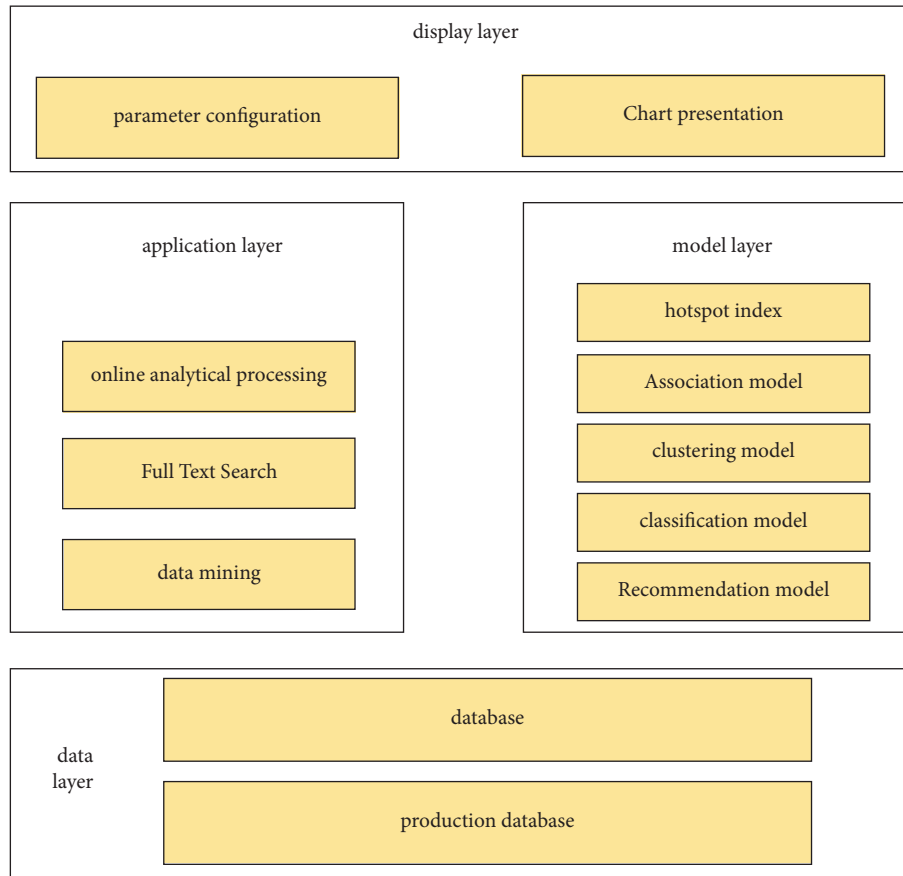 display layer
parameter configuration
Chart presentation
application layer
online analytical processing
Full Text Search
data mining
model layer
hotspot index
Association model
clustering model
classification model
Recommendation model
data
layer
database
production database